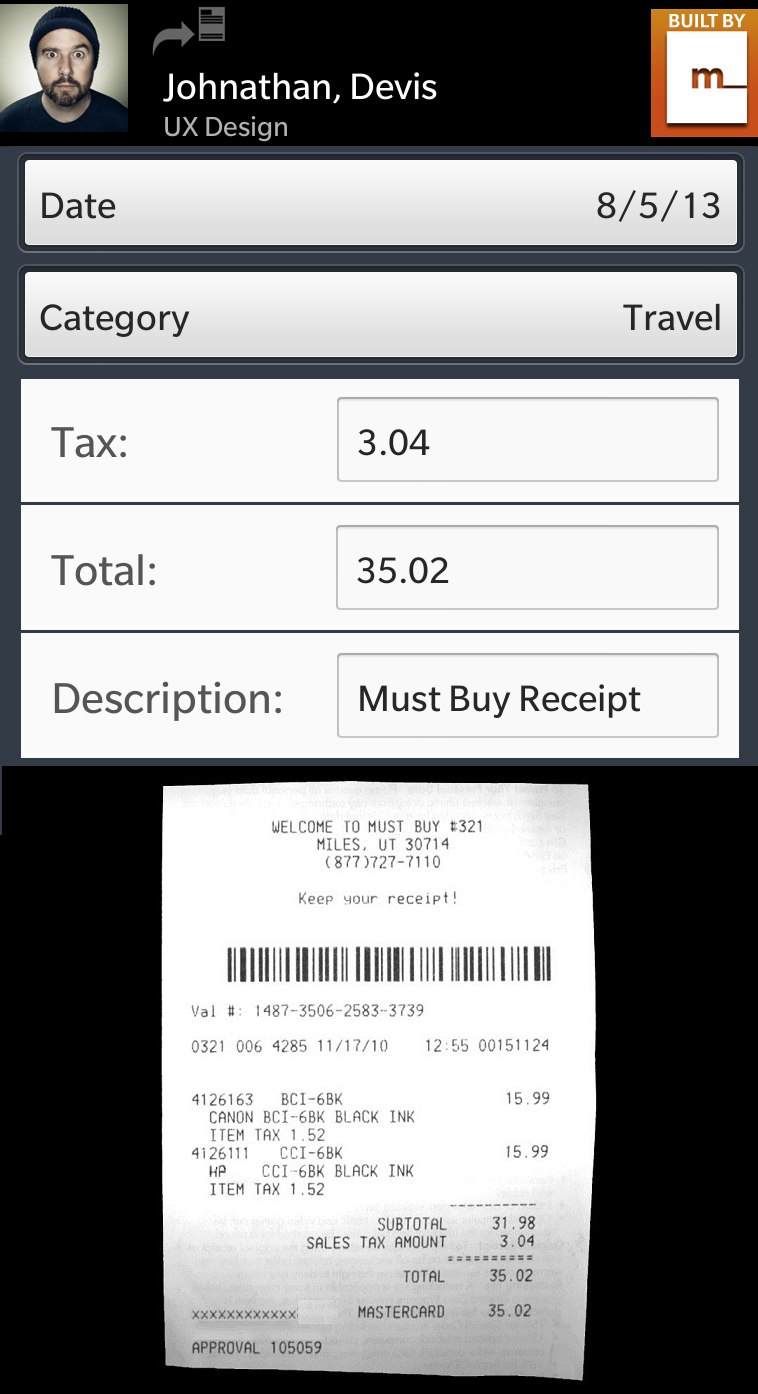 BUILT BY
m_
Johnathan, Devis
UX Design
Date 8/5/13
Category Travel
Tax: 3.04
Total: 35.02
Description: Must Buy Receipt
WELCOME TO MUST BUY #321
MILES, UT 30714
(877)727-7110
Keep your receipt!
Val #: 1487-3506-2583-3739
0321 006 4285 11/17/10 12:55 00151124
4126163 BCI-6BK 15.99
CANON BCI-6BK BLACK INK
ITEM TAX 1.52
4126111 CCI-6BK 15.99
HP CCI-6BK BLACK INK
ITEM TAX 1.52
----------
SUBTOTAL 31.98
SALES TAX AMOUNT 3.04
==========
TOTAL 35.02
xxxxxxxxxxxx MASTERCARD 35.02
APPROVAL 105059